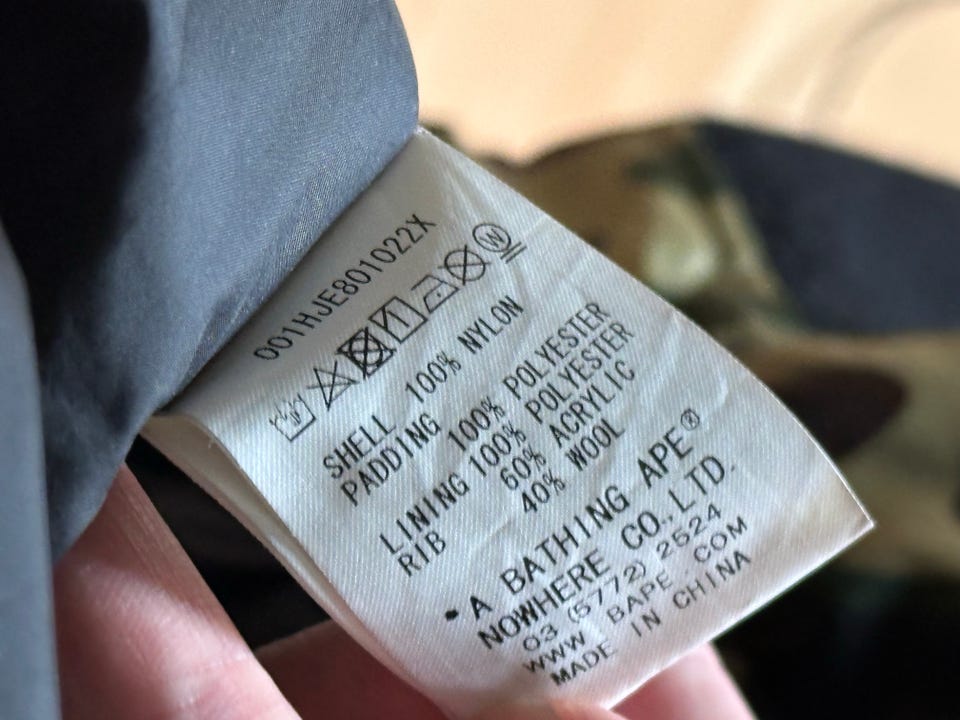 001HJE801022X
W
SHELL 100% NYLON
PADDING 100% POLYESTER
LINING 100% POLYESTER
RIB 60% ACRYLIC
40% WOOL
*A BATHING APE®
NOWHERE CO.,LTD.
03 (5772) 2524
WWW BAPE COM
MADE IN CHINA